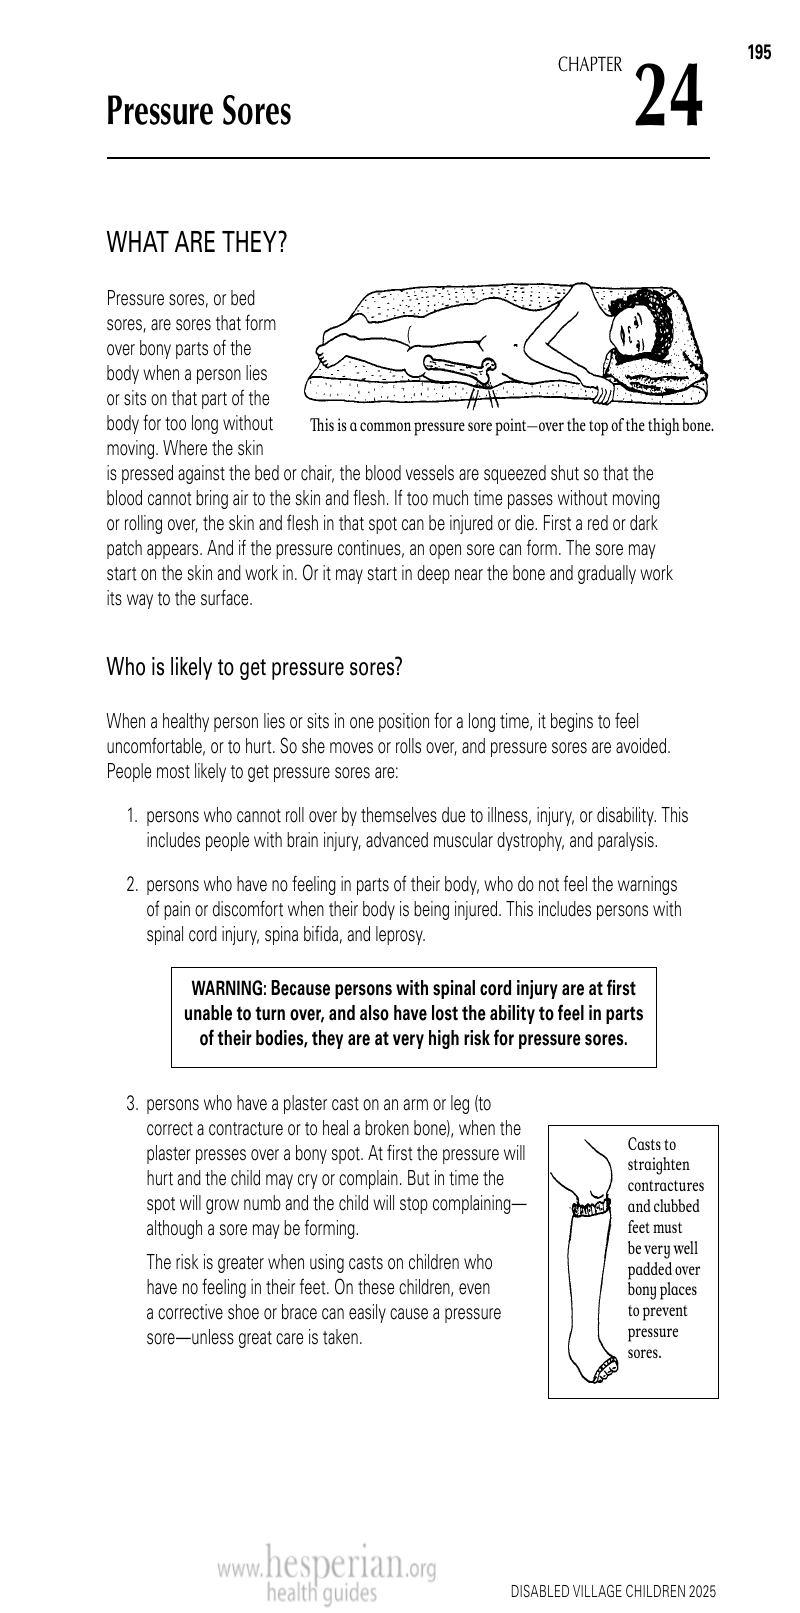 195
CHAPTER 24
Pressure Sores
WHAT ARE THEY?
Pressure sores, or bed
sores, are sores that form
over bony parts of the
body when a person lies
or sits on that part of the
body for too long without
moving. Where the skin
This is a common pressure sore point—over the top of the thigh bone.
is pressed against the bed or chair, the blood vessels are squeezed shut so that the
blood cannot bring air to the skin and flesh. If too much time passes without moving
or rolling over, the skin and flesh in that spot can be injured or die. First a red or dark
patch appears. And if the pressure continues, an open sore can form. The sore may
start on the skin and work in. Or it may start in deep near the bone and gradually work
its way to the surface.
Who is likely to get pressure sores?
When a healthy person lies or sits in one position for a long time, it begins to feel
uncomfortable, or to hurt. So she moves or rolls over, and pressure sores are avoided.
People most likely to get pressure sores are:
1. persons who cannot roll over by themselves due to illness, injury, or disability. This
includes people with brain injury, advanced muscular dystrophy, and paralysis.
2. persons who have no feeling in parts of their body, who do not feel the warnings
of pain or discomfort when their body is being injured. This includes persons with
spinal cord injury, spina bifida, and leprosy.
WARNING: Because persons with spinal cord injury are at first
unable to turn over, and also have lost the ability to feel in parts
of their bodies, they are at very high risk for pressure sores.
3. persons who have a plaster cast on an arm or leg (to
correct a contracture or to heal a broken bone), when the
plaster presses over a bony spot. At first the pressure will
hurt and the child may cry or complain. But in time the
spot will grow numb and the child will stop complaining—
although a sore may be forming.
The risk is greater when using casts on children who
have no feeling in their feet. On these children, even
a corrective shoe or brace can easily cause a pressure
sore—unless great care is taken.
Casts to
straighten
contractures
and clubbed
feet must
be very well
padded over
bony places
to prevent
pressure
sores.
www.hesperian.org
health guides
DISABLED VILLAGE CHILDREN 2025